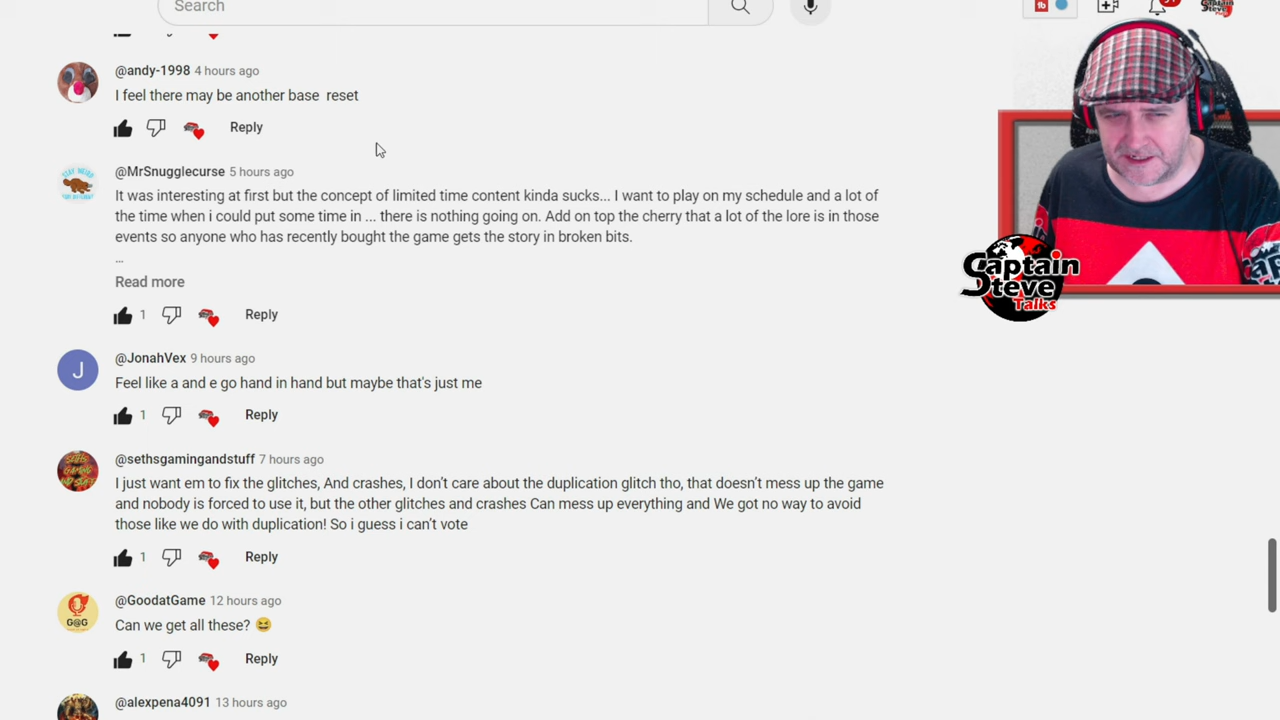 Search
@andy-1998 4 hours ago
I feel there may be another base reset
Reply
@MrSnugglecurse 5 hours ago
It was interesting at first but the concept of limited time content kinda sucks... I want to play on my schedule and a lot of
the time when i could put some time in ... there is nothing going on. Add on top the cherry that a lot of the lore is in those
events so anyone who has recently bought the game gets the story in broken bits.
...
Read more
1 Reply
@JonahVex 9 hours ago
Feel like a and e go hand in hand but maybe that's just me
1 Reply
@sethsgamingandstuff 7 hours ago
I just want em to fix the glitches, And crashes, I don't care about the duplication glitch tho, that doesn't mess up the game
and nobody is forced to use it, but the other glitches and crashes Can mess up everything and We got no way to avoid
those like we do with duplication! So i guess i can't vote
1 Reply
@GoodatGame 12 hours ago
G@G
Can we get all these? 😆
1 Reply
@alexpena4091 13 hours ago
Captain
Steve
Talks